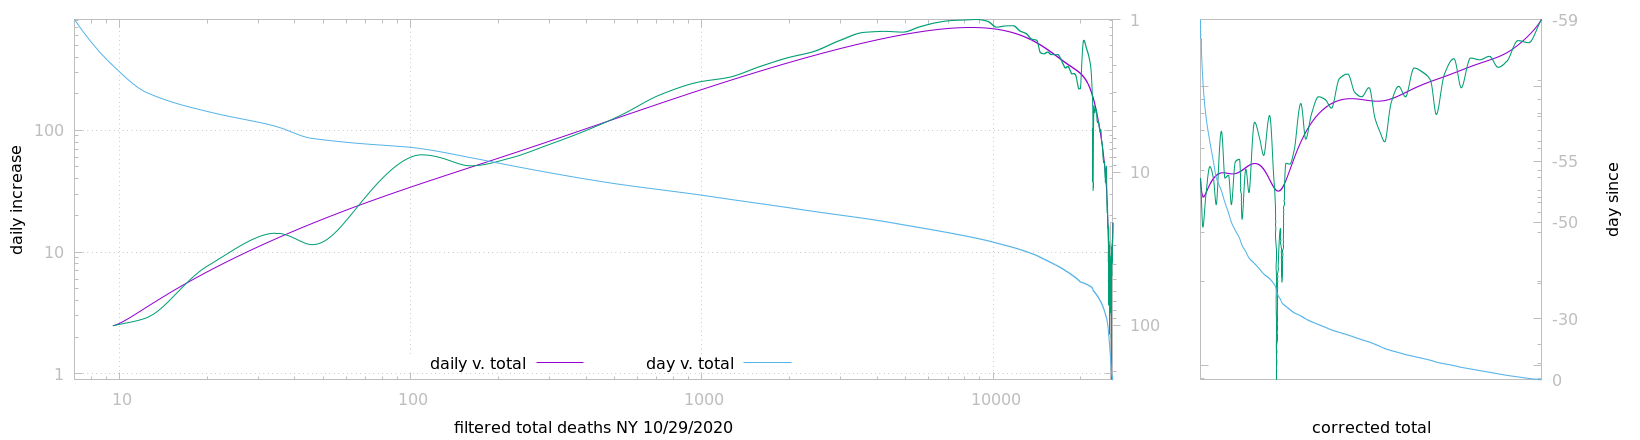 daily increase
100
10
1
10
100
1000
10000
1
10
100
daily v. total
day v. total
filtered total deaths NY 10/29/2020
-59
-55
-50
-30
0
day since
corrected total